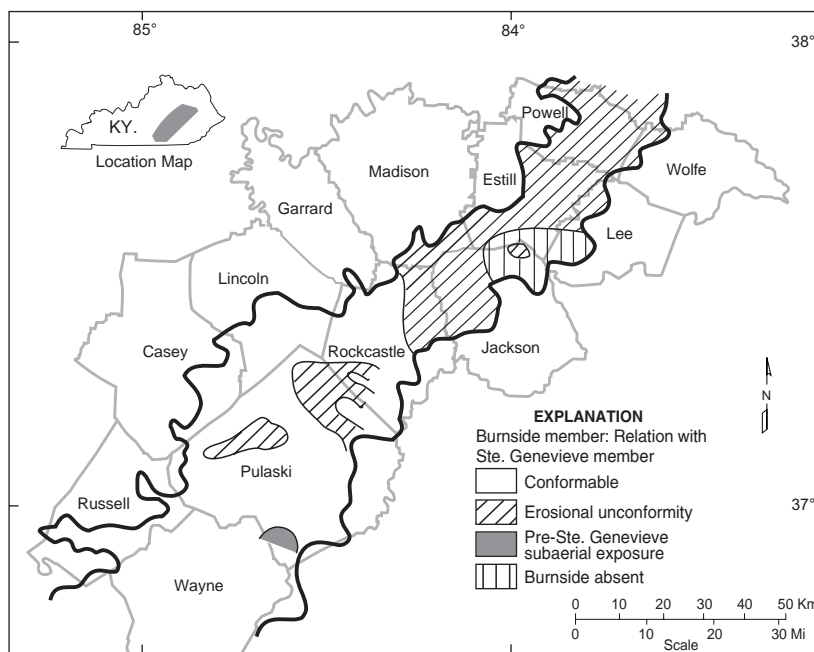 85°
84°
38°
KY.
Location Map
Powell
Wolfe
Madison
Estill
Garrard
Lee
Lincoln
Casey
Rockcastle
Jackson
N
EXPLANATION
Burnside member: Relation with
Ste. Genevieve member
Conformable
Erosional unconformity
Pre-Ste. Genevieve
subaerial exposure
Burnside absent
Pulaski
Russell
37°
Wayne
0 10 20 30 40 50 Km
0 10 20 30 Mi
Scale